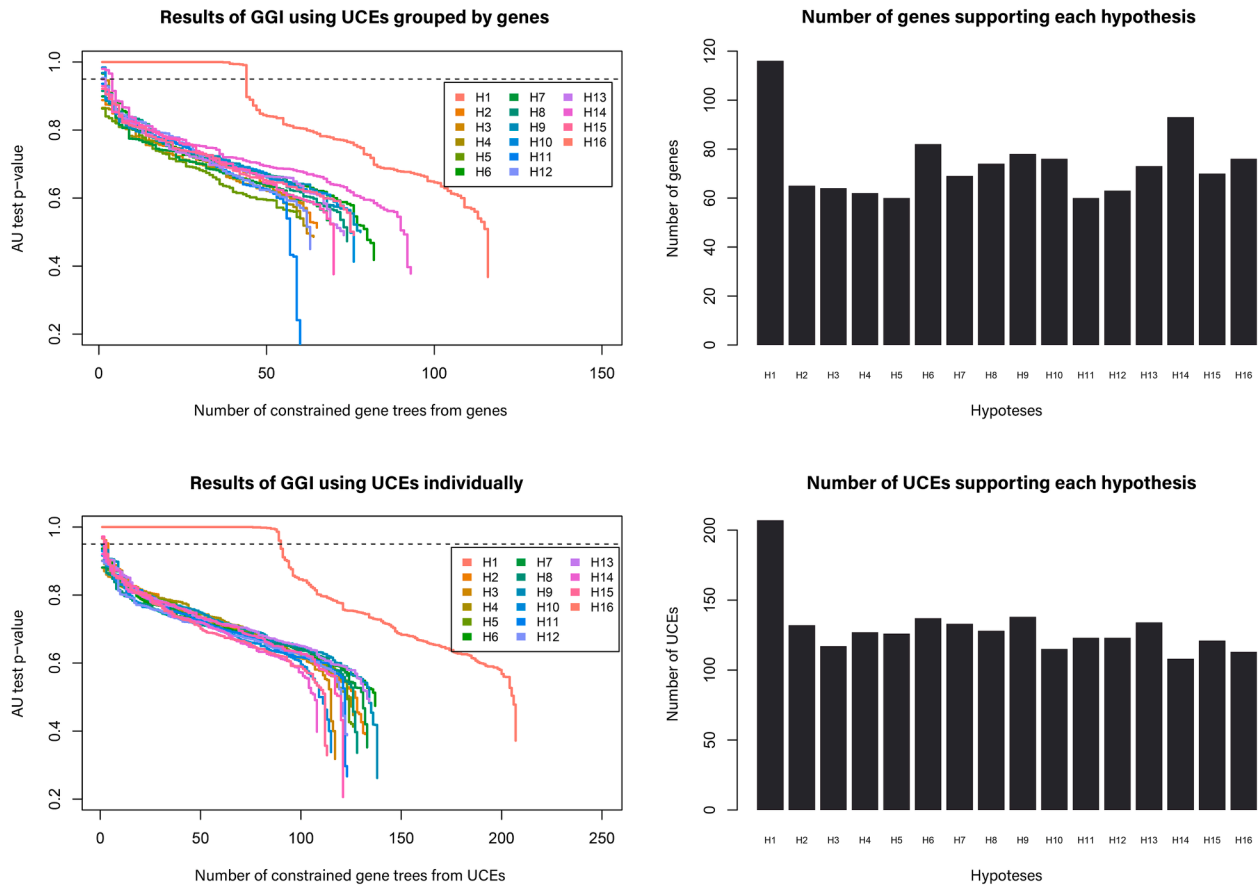 Results of GGI using UCEs grouped by genes
AU test p-value
1.0
0.8
0.6
0.4
0.2
H1 H7 H13
H2 H8 H14
H3 H9 H15
H4 H10 H16
H5 H11
H6 H12
0 50 100 150
Number of constrained gene trees from genes
Number of genes supporting each hypothesis
Number of genes
120
100
80
60
40
20
0
H1 H2 H3 H4 H5 H6 H7 H8 H9 H10 H11 H12 H13 H14 H15 H16
Hypoteses
Results of GGI using UCEs individually
AU test p-value
1.0
0.8
0.6
0.4
0.2
H1 H7 H13
H2 H8 H14
H3 H9 H15
H4 H10 H16
H5 H11
H6 H12
0 50 100 150 200 250
Number of constrained gene trees from UCEs
Number of UCEs supporting each hypothesis
Number of UCEs
200
150
100
50
0
H1 H2 H3 H4 H5 H6 H7 H8 H9 H10 H11 H12 H13 H14 H15 H16
Hypoteses